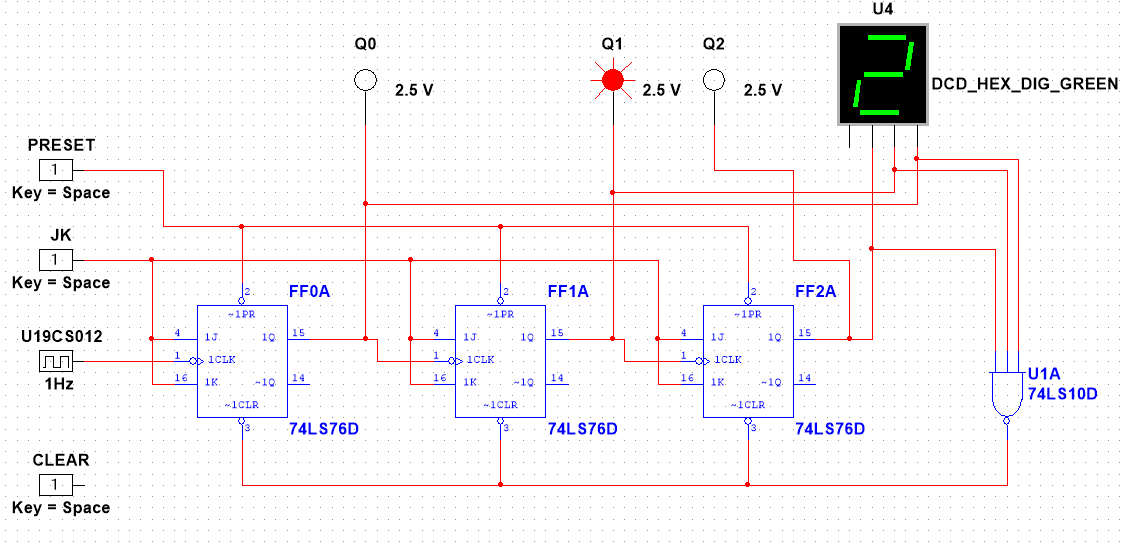 U4
Q0
Q1
Q2
2.5 V
2.5 V
2.5 V
2
DCD_HEX_DIG_GREEN
PRESET
1
Key = Space
JK
1
Key = Space
2
FF0A
2
FF1A
2
FF2A
~1PR
~1PR
~1PR
4
1J
1Q
15
4
1J
1Q
15
4
1J
1Q
15
U19CS012
1
1CLK
1
1CLK
1
1CLK
1Hz
16
1K
~1Q
14
16
1K
~1Q
14
16
1K
~1Q
14
U1A
74LS10D
~1CLR
~1CLR
~1CLR
3
74LS76D
3
74LS76D
3
74LS76D
CLEAR
1
Key = Space